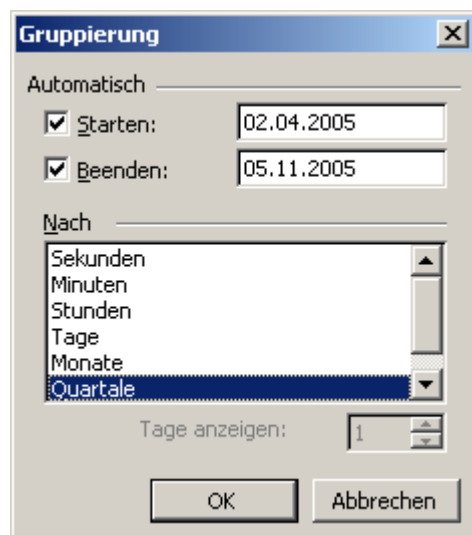 Gruppierung
Automatisch
Starten: 02.04.2005
Beenden: 05.11.2005
Nach
Sekunden
Minuten
Stunden
Tage
Monate
Quartale
Tage anzeigen: 1
OK Abbrechen